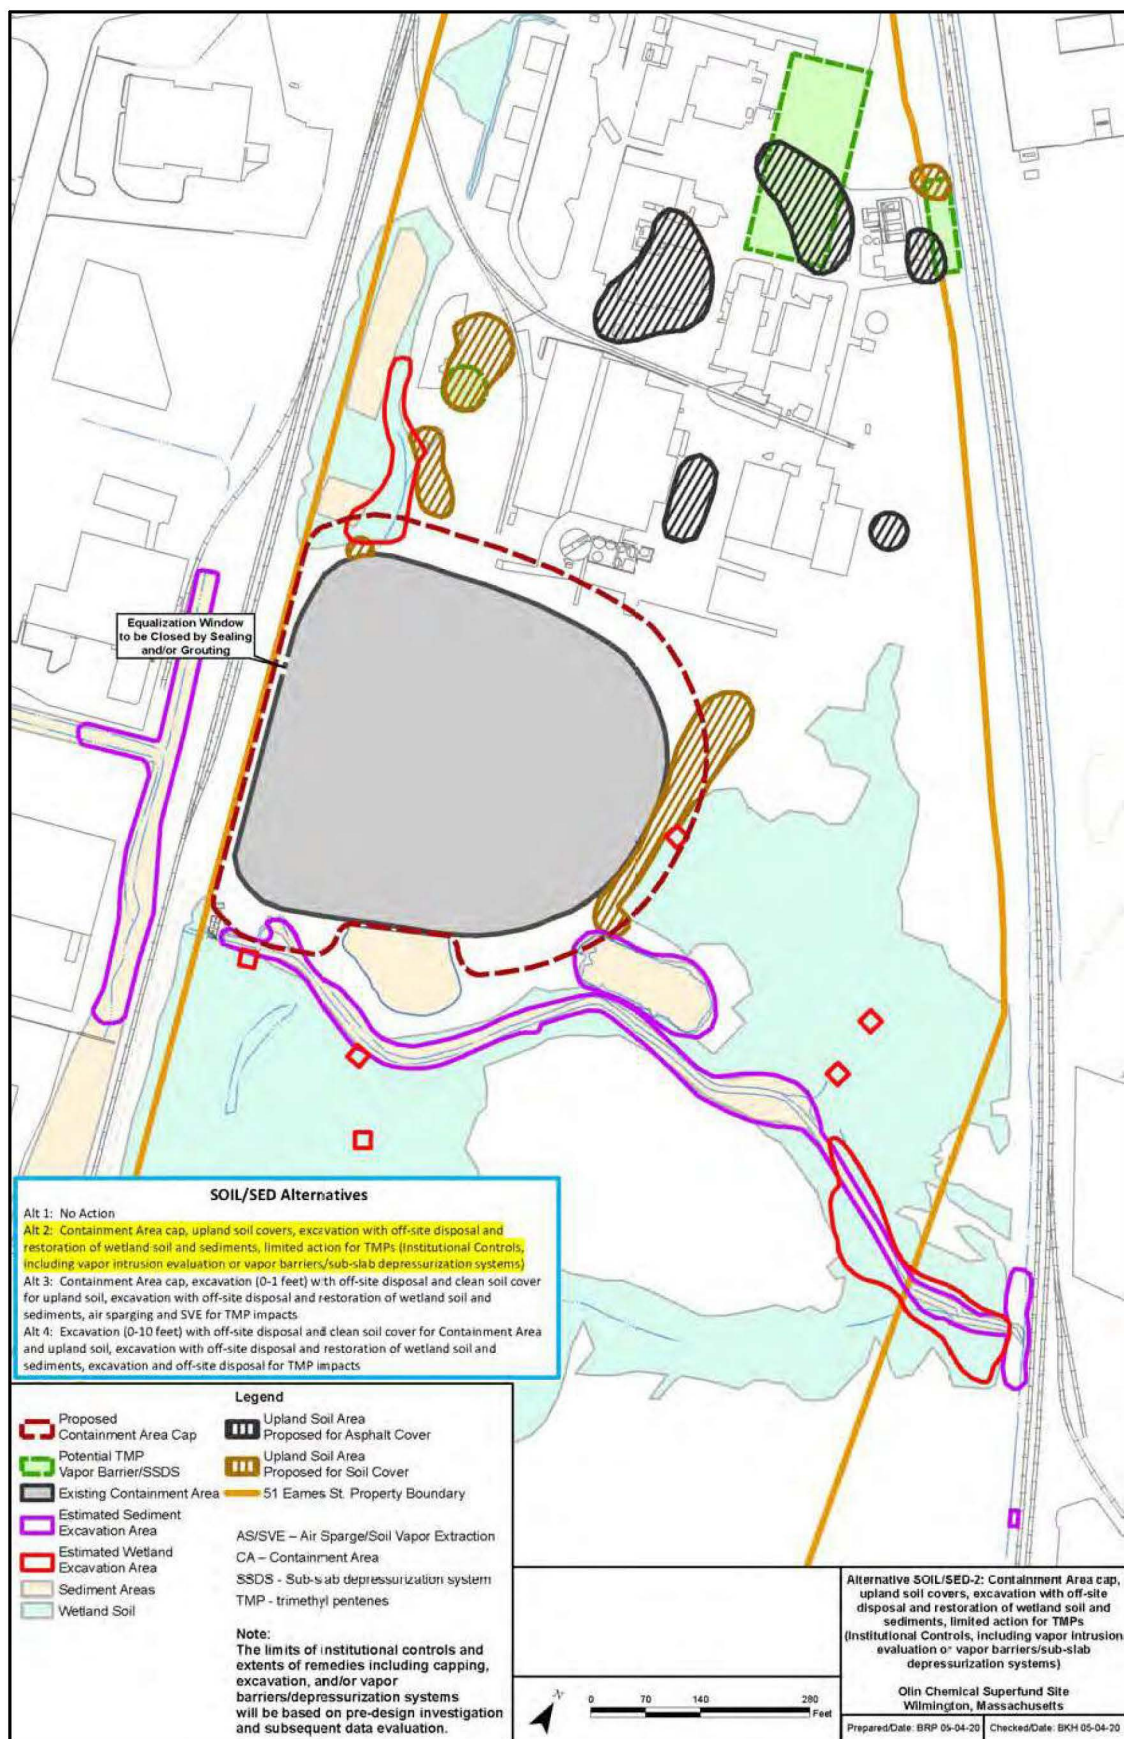 Equalization Window
to be Closed by Sealing
and/or Grouting
SOIL/SED Alternatives
Alt 1: No Action
Alt 2: Containment Area cap, upland soil covers, excavation with off-site disposal and
restoration of wetland soil and sediments, limited action for TMPs (Institutional Controls,
including vapor intrusion evaluation or vapor barriers/sub-slab depressurization systems)
Alt 3: Containment Area cap, excavation (0-1 feet) with off-site disposal and clean soil cover
for upland soil, excavation with off-site disposal and restoration of wetland soil and
sediments, air sparging and SVE for TMP impacts
Alt 4: Excavation (0-10 feet) with off-site disposal and clean soil cover for Containment Area
and upland soil, excavation with off-site disposal and restoration of wetland soil and
sediments, excavation and off-site disposal for TMP impacts
Legend
Proposed
Containment Area Cap
Potential TMP
Vapor Barrier/SSDS
Existing Containment Area
Estimated Sediment
Excavation Area
Estimated Wetland
Excavation Area
Sediment Areas
Wetland Soil
Upland Soil Area
Proposed for Asphalt Cover
Upland Soil Area
Proposed for Soil Cover
51 Eames St. Property Boundary
AS/SVE – Air Sparge/Soil Vapor Extraction
CA – Containment Area
SSDS - Sub-slab depressurization system
TMP - trimethyl pentenes
Note:
The limits of institutional controls and
extents of remedies including capping,
excavation, and/or vapor
barriers/depressurization systems
will be based on pre-design investigation
and subsequent data evaluation.
N
0 70 140 280
Feet
Alternative SOIL/SED-2: Containment Area cap,
upland soil covers, excavation with off-site
disposal and restoration of wetland soil and
sediments, limited action for TMPs
(Institutional Controls, including vapor intrusion
evaluation or vapor barriers/sub-slab
depressurization systems)
Olin Chemical Superfund Site
Wilmington, Massachusetts
Prepared/Date: BRP 05-04-20
Checked/Date: BKH 05-04-20